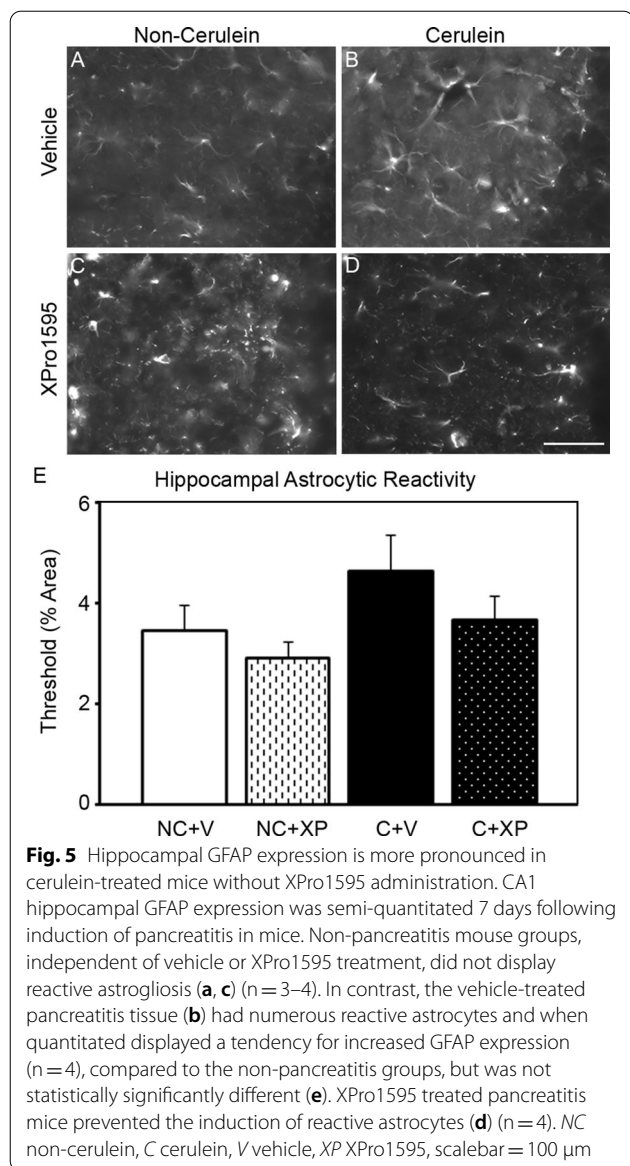 Non-Cerulein Cerulein
A B
Vehicle
C D
XPro1595
E Hippocampal Astrocytic Reactivity
6
4
2
0
Threshold (% Area)
NC+V NC+XP C+V C+XP
Fig. 5 Hippocampal GFAP expression is more pronounced in
cerulein-treated mice without XPro1595 administration. CA1
hippocampal GFAP expression was semi-quantitated 7 days following
induction of pancreatitis in mice. Non-pancreatitis mouse groups,
independent of vehicle or XPro1595 treatment, did not display
reactive astrogliosis (a, c) (n = 3–4). In contrast, the vehicle-treated
pancreatitis tissue (b) had numerous reactive astrocytes and when
quantitated displayed a tendency for increased GFAP expression
(n = 4), compared to the non-pancreatitis groups, but was not
statistically significantly different (e). XPro1595 treated pancreatitis
mice prevented the induction of reactive astrocytes (d) (n = 4). NC
non-cerulein, C cerulein, V vehicle, XP XPro1595, scalebar = 100 μm